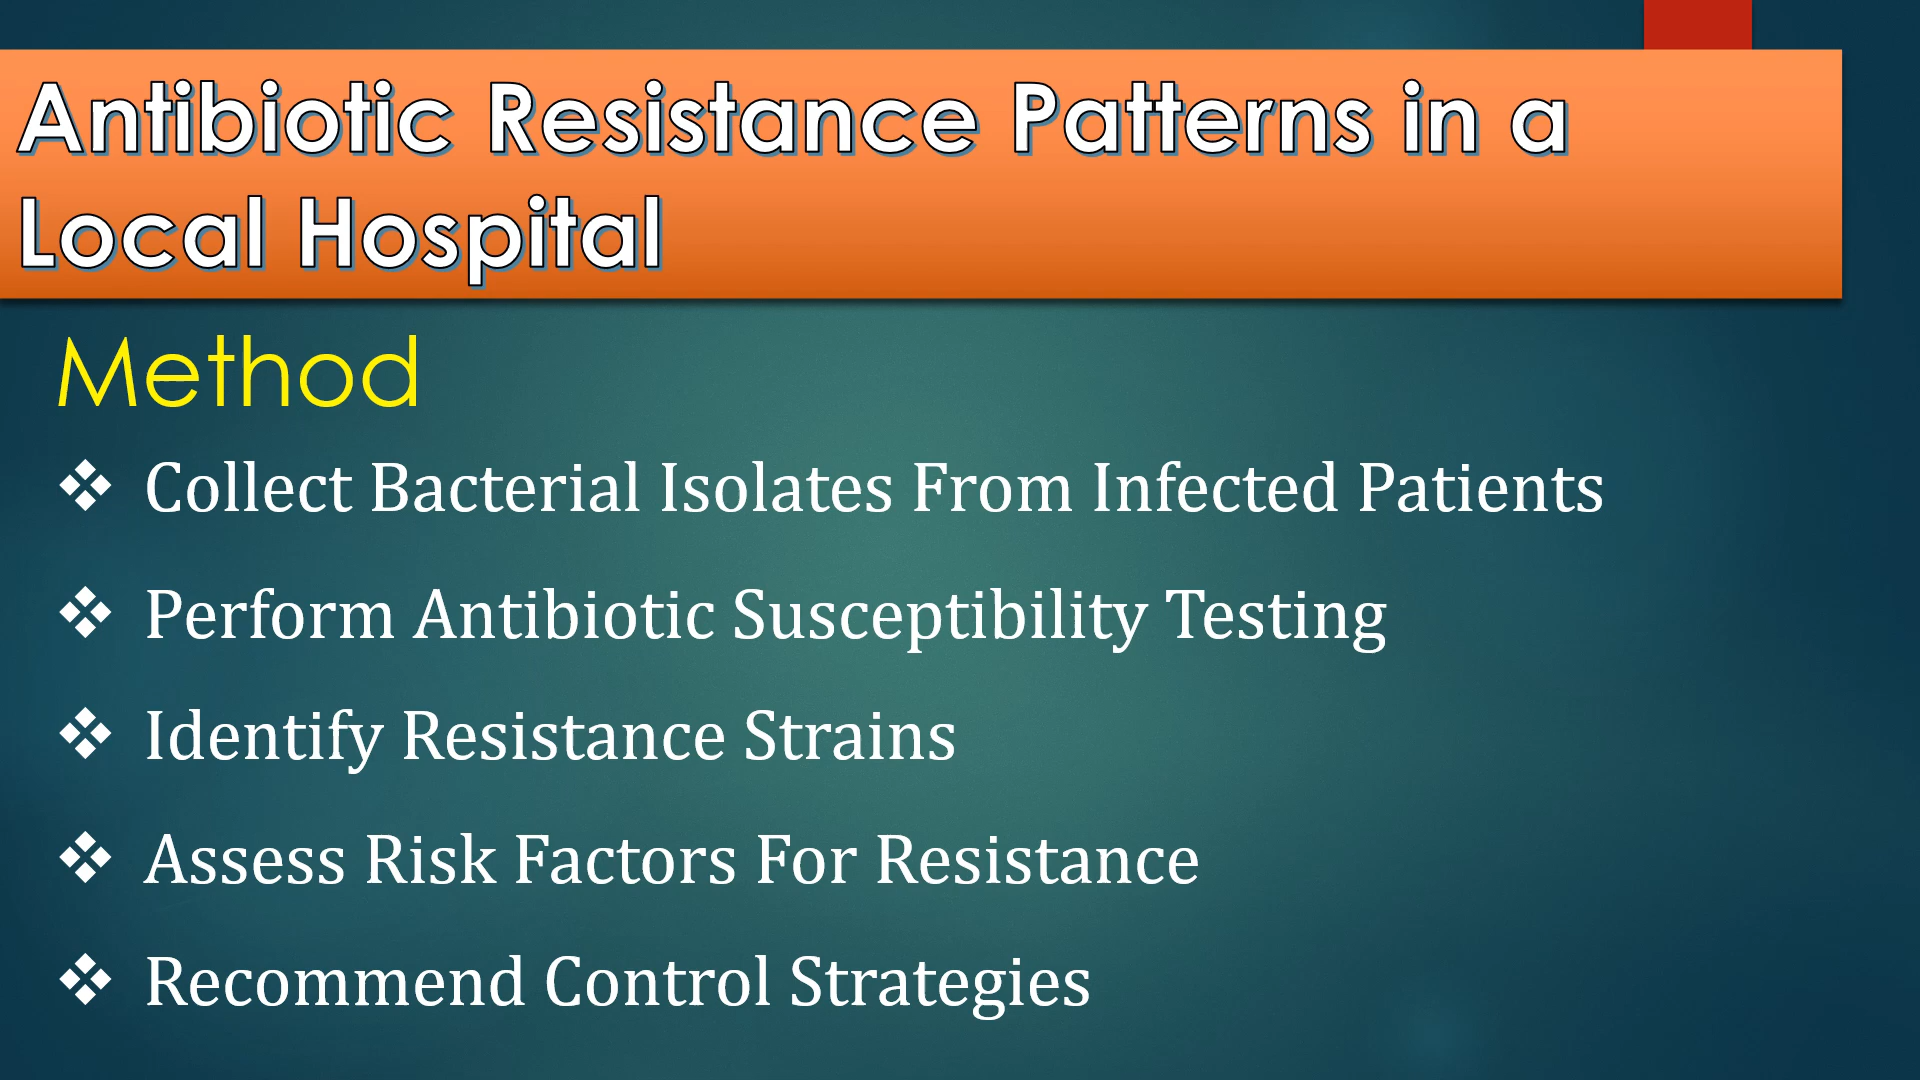 Antibiotic Resistance Patterns in a
Local Hospital
Method
❖ Collect Bacterial Isolates From Infected Patients
❖ Perform Antibiotic Susceptibility Testing
❖ Identify Resistance Strains
❖ Assess Risk Factors For Resistance
❖ Recommend Control Strategies